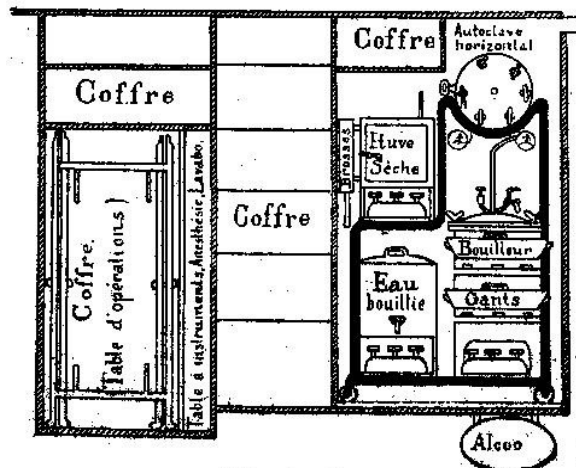 Coffre
Autoclave
horizontal
Coffre
Brosses
Etuve
Sèche
Coffre
Coffre.
(Table d'opérations)
Table à instruments, Anesthésie, Lavabo.
Bouilleur
Eau
bouillie
Gants
Alcoo